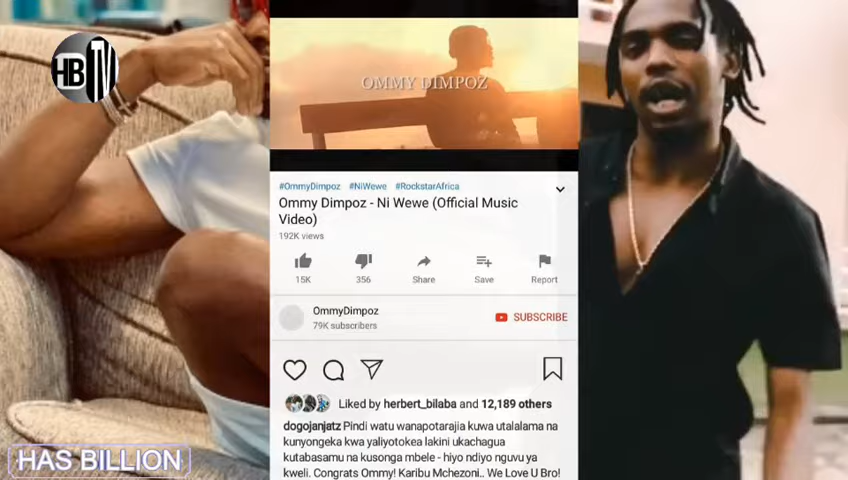 HB TV
OMMY DIMPOZ
#OmmyDimpoz #NiWewe #RockstarAfrica
Ommy Dimpoz - Ni Wewe (Official Music
Video)
192K views
15K 356 Share Save Report
OmmyDimpoz
79K subscribers
SUBSCRIBE
Liked by herbert_bilaba and 12,189 others
dogojanjatz Pindi watu wanapotarajia kuwa utalalama na
kunyongeka kwa yaliyotokea lakini ukachagua
kutabasamu na kusonga mbele - hiyo ndiyo nguvu ya
kweli. Congrats Ommy! Karibu Mchezoni.. We Love U Bro!
HAS BILLION